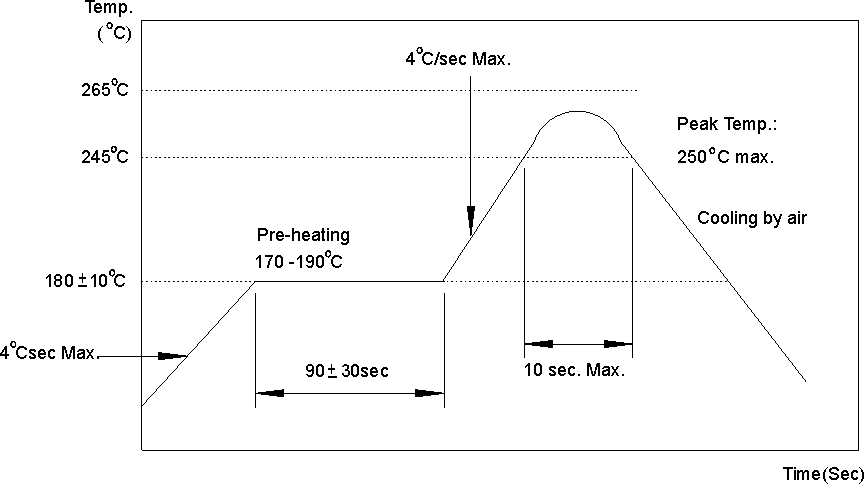 Temp.
(°C)
4°C/sec Max.
265°C
Peak Temp.:
245°C
250°C max.
Cooling by air
Pre-heating
170 -190°C
180±10°C
4°Csec Max.
90±30sec
10 sec. Max.
Time(Sec)